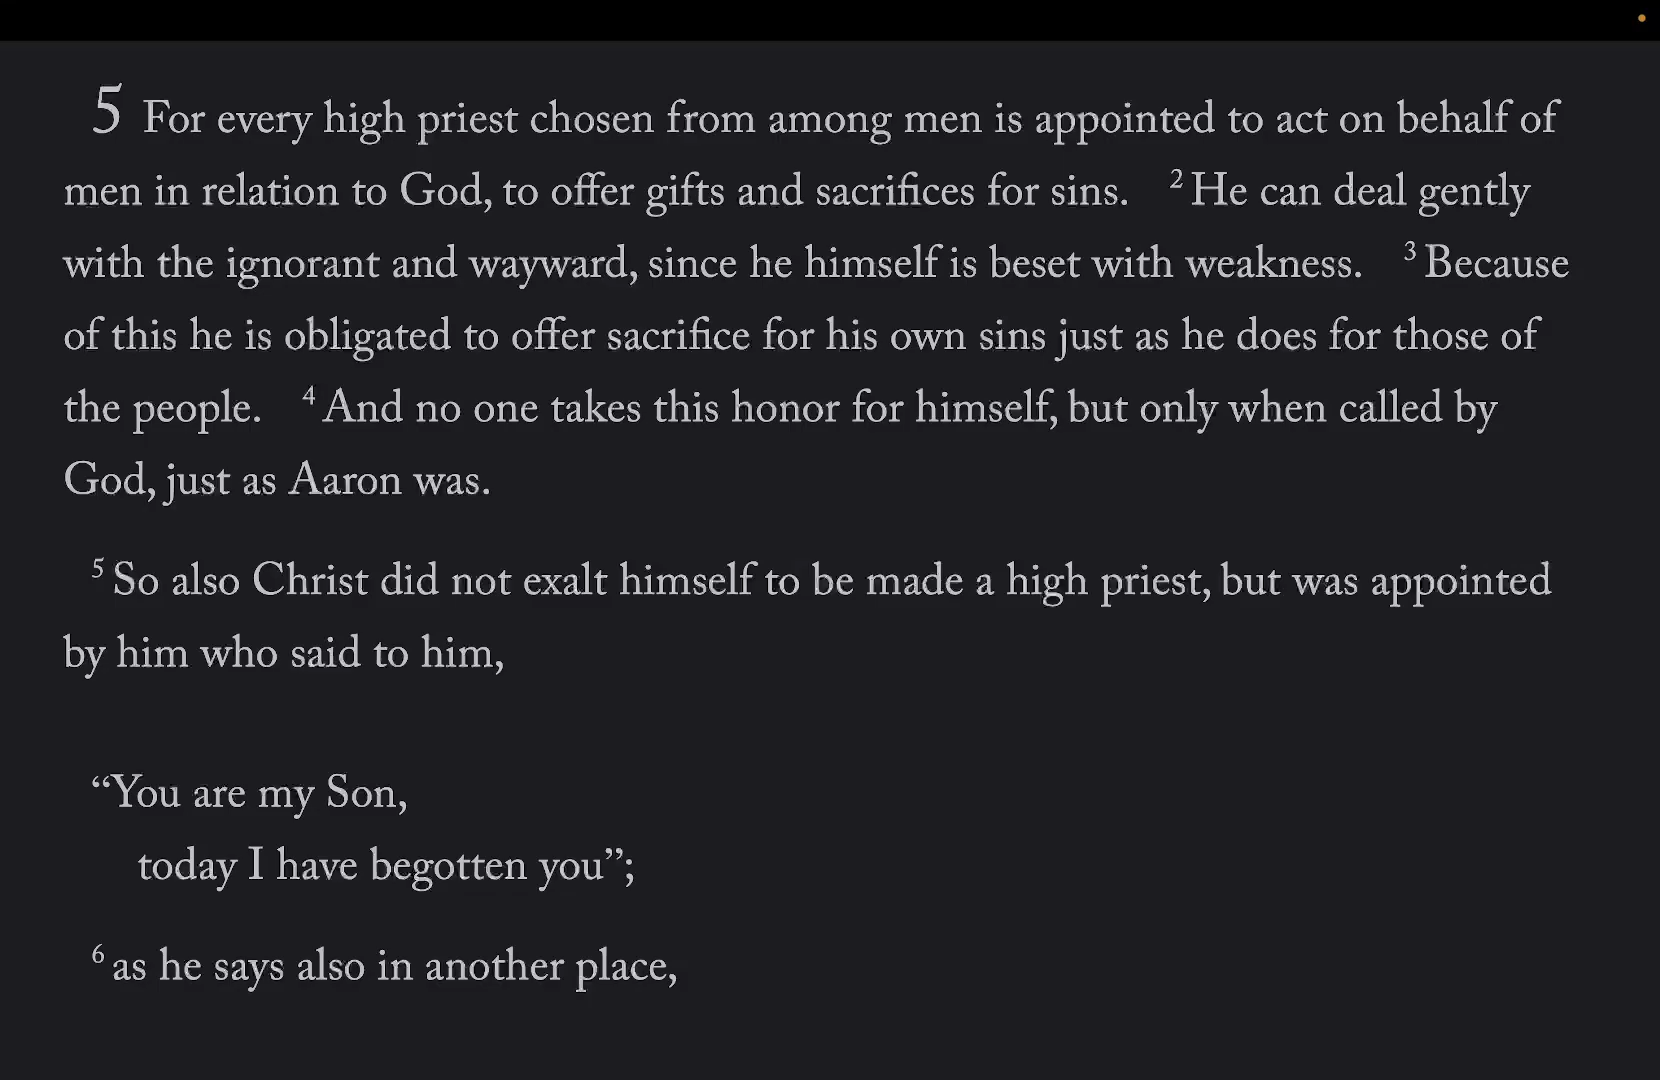 5 For every high priest chosen from among men is appointed to act on behalf of
men in relation to God, to offer gifts and sacrifices for sins. 2 He can deal gently
with the ignorant and wayward, since he himself is beset with weakness. 3 Because
of this he is obligated to offer sacrifice for his own sins just as he does for those of
the people. 4 And no one takes this honor for himself, but only when called by
God, just as Aaron was.
5 So also Christ did not exalt himself to be made a high priest, but was appointed
by him who said to him,
“You are my Son,
today I have begotten you”;
6 as he says also in another place,